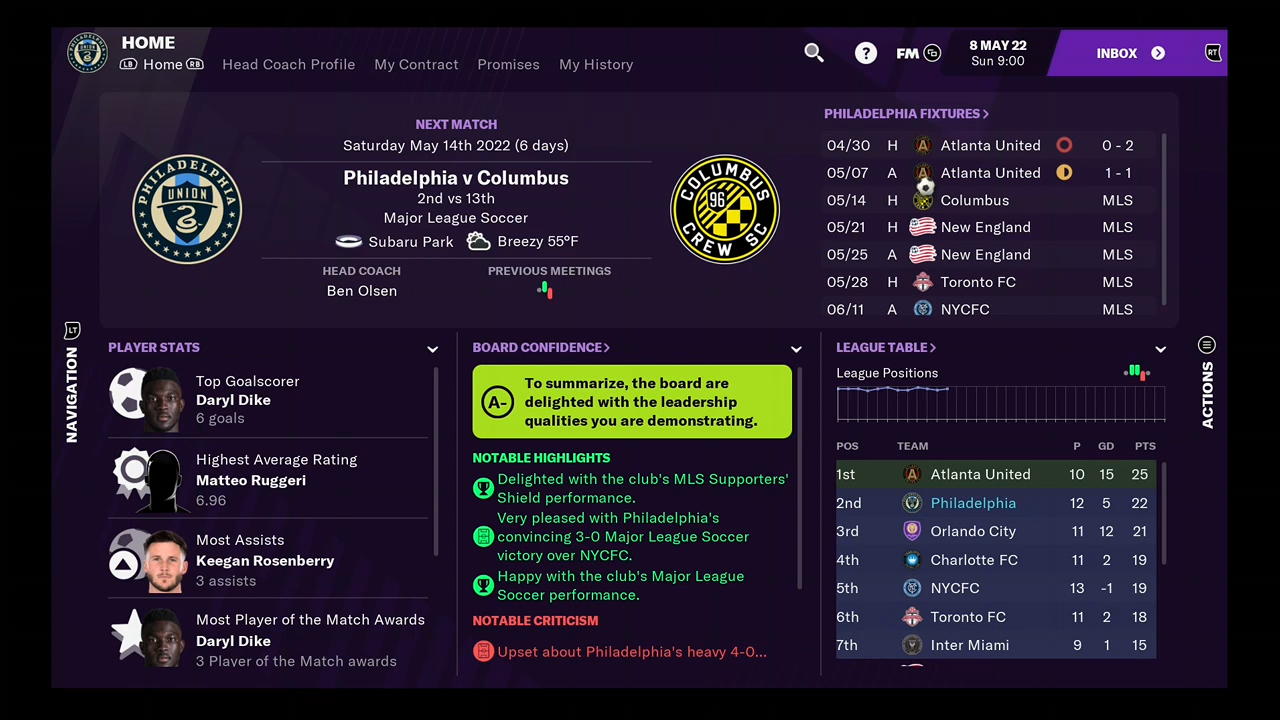 HOME
LB Home RB Head Coach Profile My Contract Promises My History
FM
8 MAY 22
Sun 9:00
INBOX
RT
NEXT MATCH
Saturday May 14th 2022 (6 days)
Philadelphia v Columbus
2nd vs 13th
Major League Soccer
Subaru Park Breezy 55°F
HEAD COACH
Ben Olsen
PREVIOUS MEETINGS
PHILADELPHIA UNION
COLUMBUS 96 CREW SC
PHILADELPHIA FIXTURES
04/30 H Atlanta United 0 - 2
05/07 A Atlanta United 1 - 1
05/14 H Columbus MLS
05/21 H New England MLS
05/25 A New England MLS
05/28 H Toronto FC MLS
06/11 A NYCFC MLS
LT
NAVIGATION
PLAYER STATS
Top Goalscorer
Daryl Dike
6 goals
Highest Average Rating
Matteo Ruggeri
6.96
Most Assists
Keegan Rosenberry
3 assists
Most Player of the Match Awards
Daryl Dike
3 Player of the Match awards
BOARD CONFIDENCE
A-
To summarize, the board are
delighted with the leadership
qualities you are demonstrating.
NOTABLE HIGHLIGHTS
Delighted with the club's MLS Supporters'
Shield performance.
Very pleased with Philadelphia's
convincing 3-0 Major League Soccer
victory over NYCFC.
Happy with the club's Major League
Soccer performance.
NOTABLE CRITICISM
Upset about Philadelphia's heavy 4-0...
LEAGUE TABLE
League Positions
POS TEAM P GD PTS
1st Atlanta United 10 15 25
2nd Philadelphia 12 5 22
3rd Orlando City 11 12 21
4th Charlotte FC 11 2 19
5th NYCFC 13 -1 19
6th Toronto FC 11 2 18
7th Inter Miami 9 1 15
ACTIONS